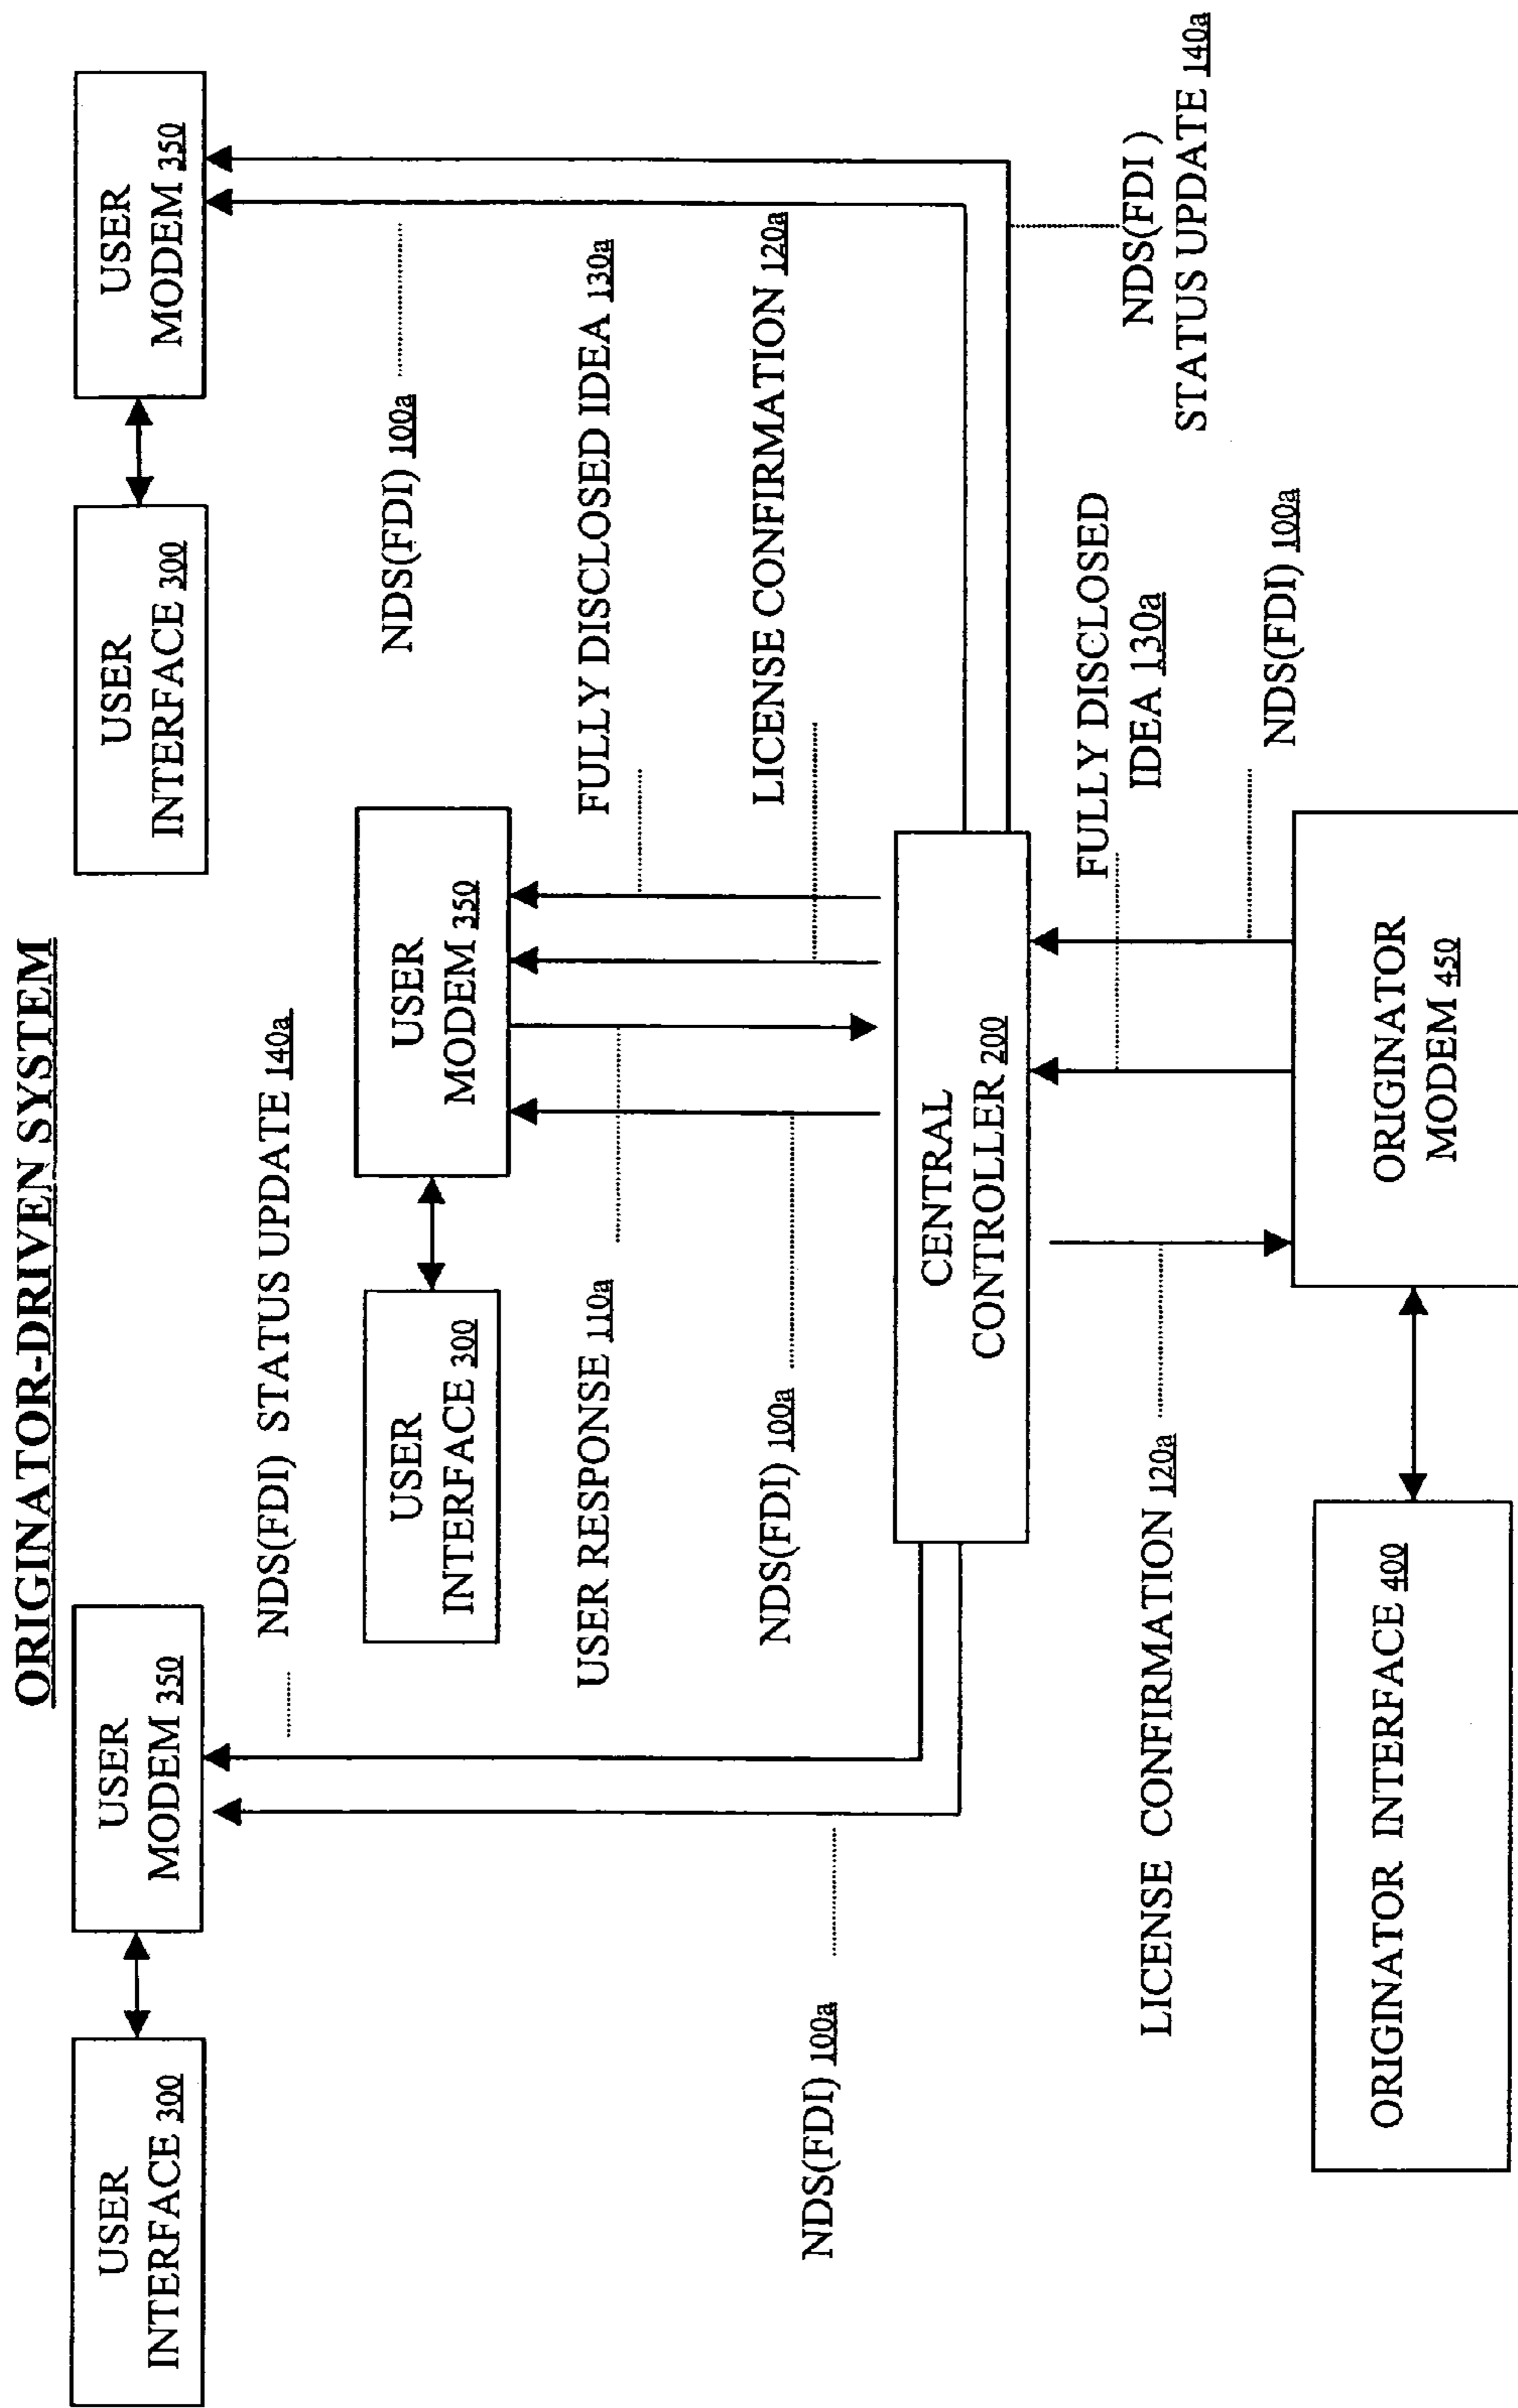 ORIGINATOR-DRIVEN SYSTEM
USER
INTERFACE 300
USER
MODEM 350
NDS(FDI) STATUS UPDATE 140a
USER
INTERFACE 300
USER
MODEM 350
USER
INTERFACE 300
USER
MODEM 350
NDS(FDI) 100a
USER RESPONSE 110a
FULLY DISCLOSED IDEA 130a
NDS(FDI) 100a
LICENSE CONFIRMATION 120a
NDS(FDI) 100a
CENTRAL
CONTROLLER 200
LICENSE CONFIRMATION 120a
FULLY DISCLOSED
IDEA 130a
NDS(FDI)
STATUS UPDATE 140a
NDS(FDI) 100a
ORIGINATOR INTERFACE 400
ORIGINATOR
MODEM 450